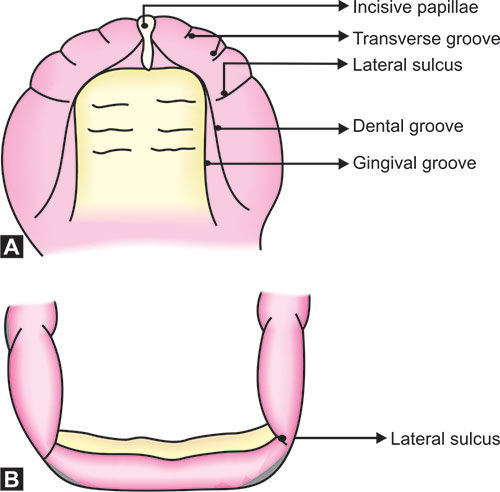 Incisive papillae
Transverse groove
Lateral sulcus
Dental groove
Gingival groove
A
Lateral sulcus
B